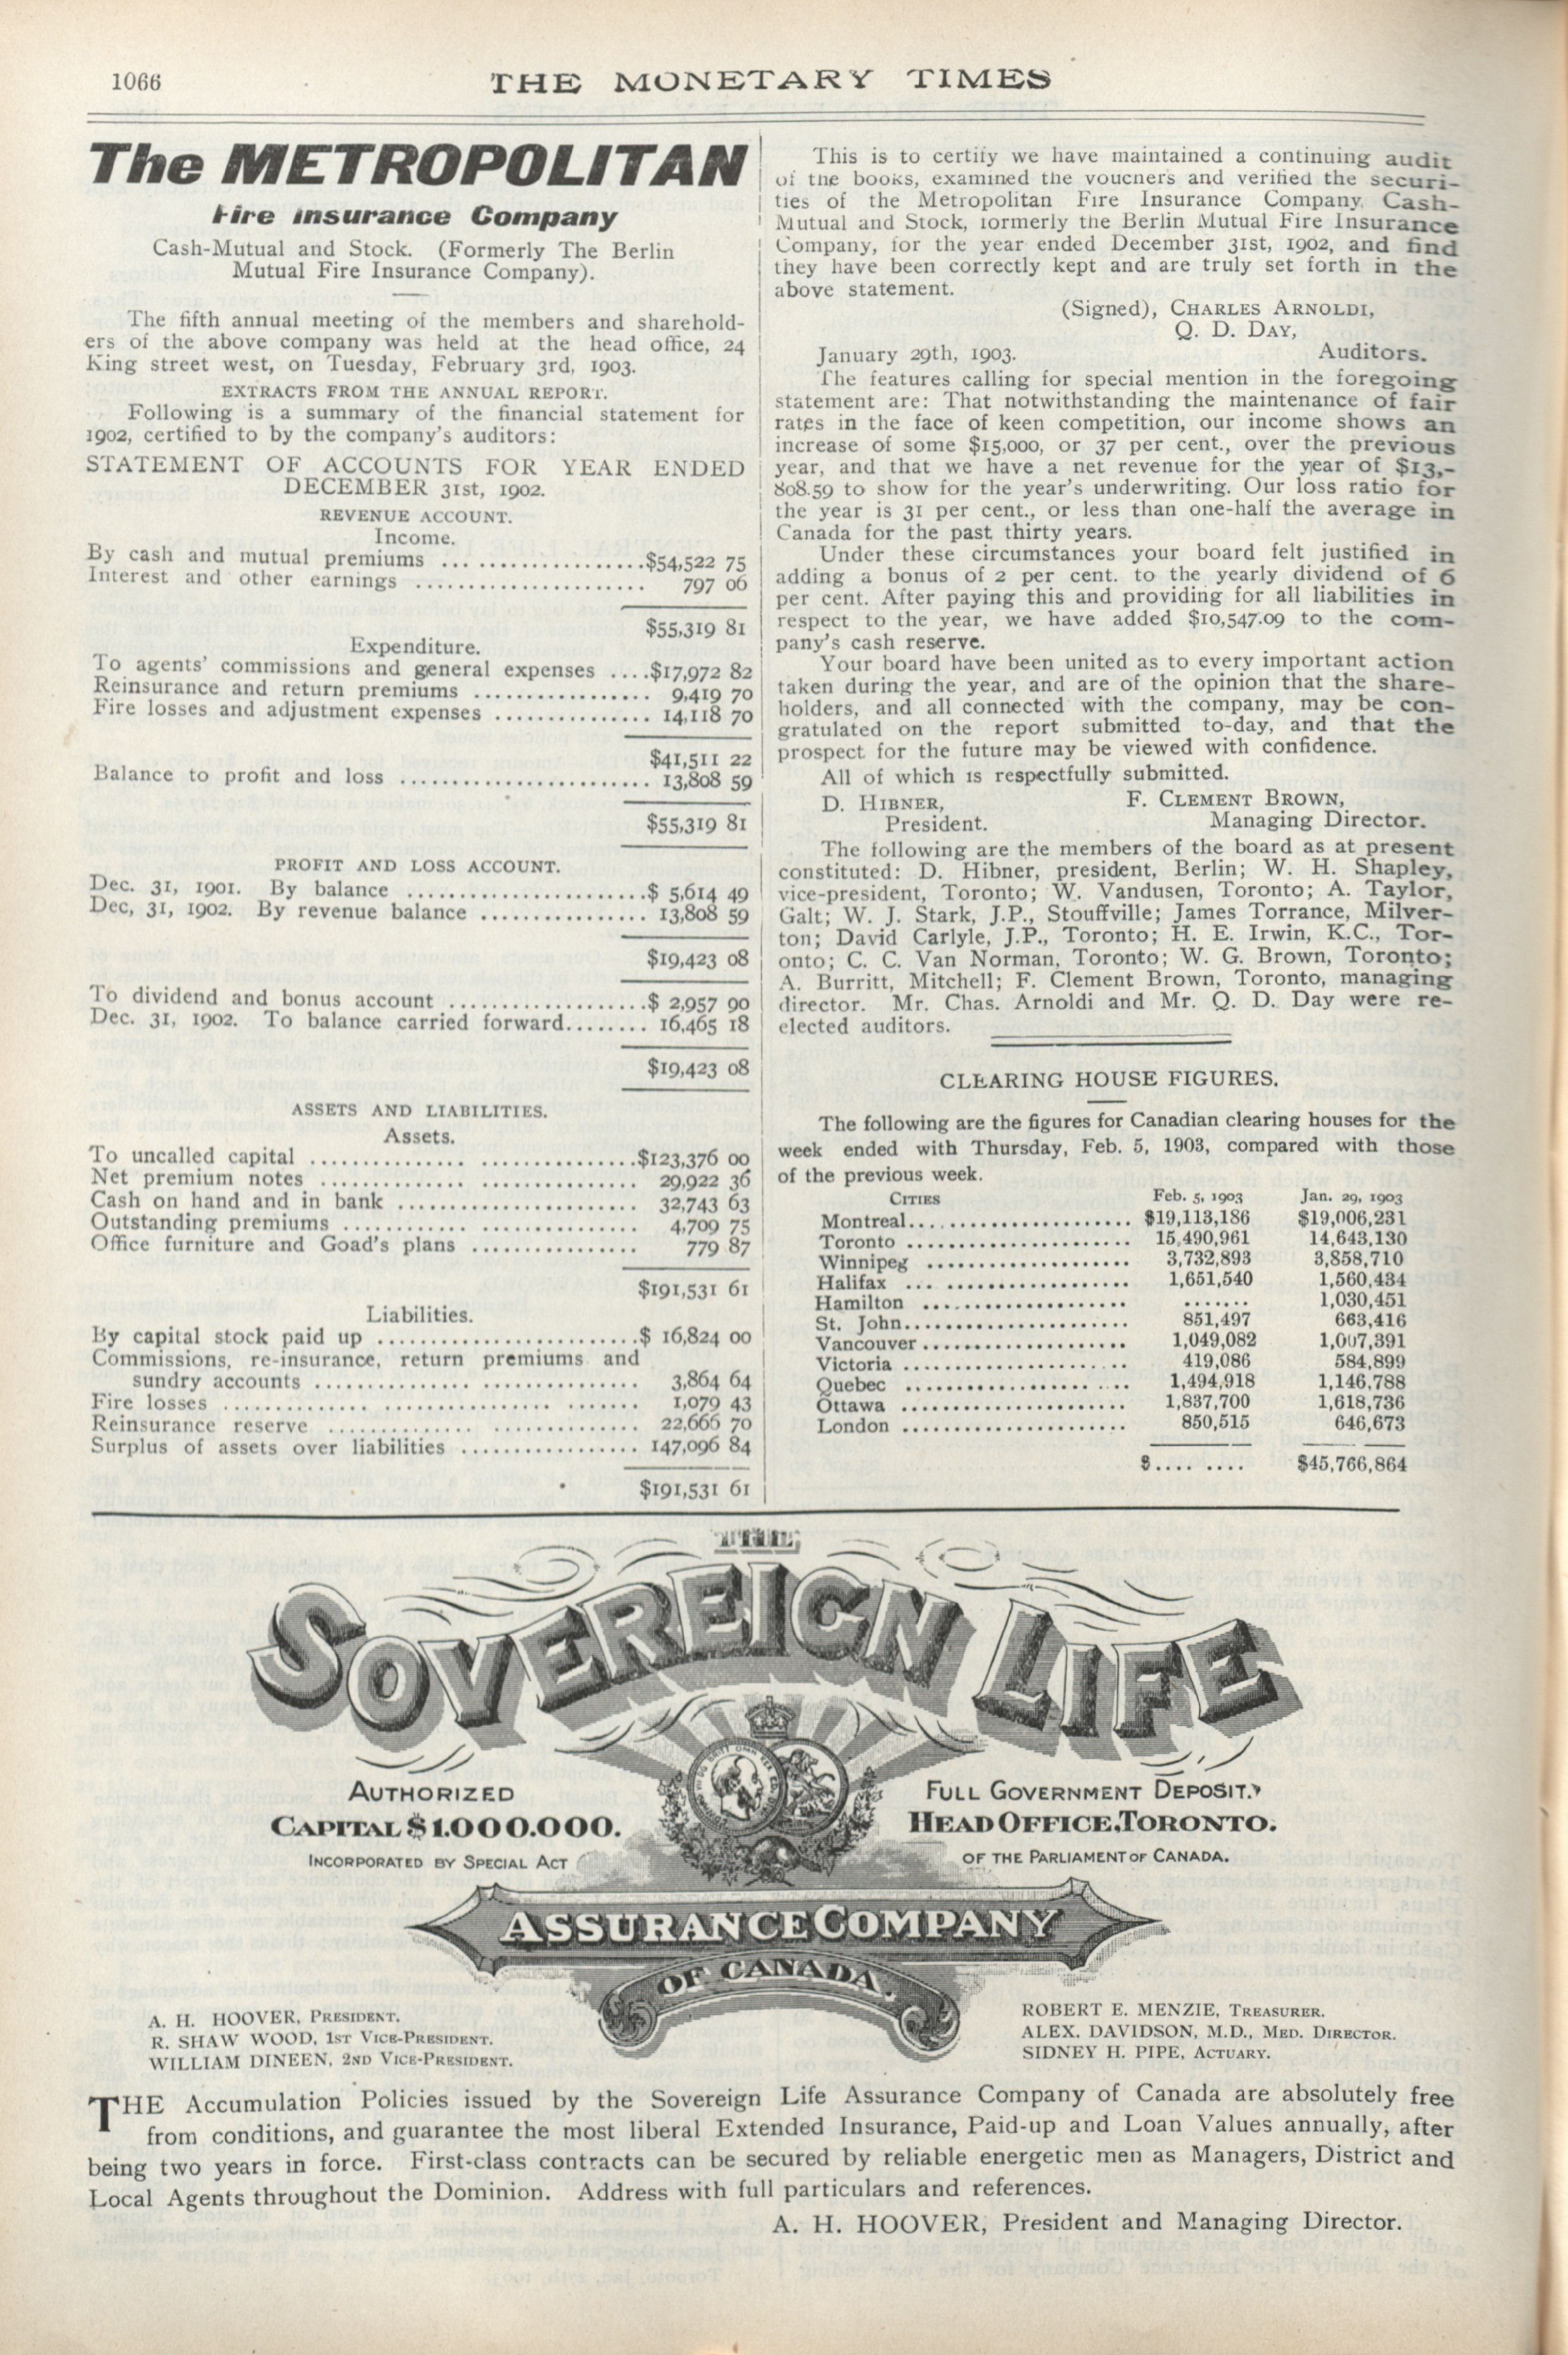 1066
THE MONETARY TIMES
The METROPOLITAN
Fire Insurance Company
Cash-Mutual and Stock. (Formerly The Berlin
Mutual Fire Insurance Company).
The fifth annual meeting of the members and sharehold-
ers of the above company was held at the head office, 24
King street west, on Tuesday, February 3rd, 1903.
EXTRACTS FROM THE ANNUAL REPORT.
Following is a summary of the financial statement for
1902, certified to by the company's auditors:
STATEMENT OF ACCOUNTS FOR YEAR ENDED
DECEMBER 31st, 1902.
REVENUE ACCOUNT.
Income.
By cash and mutual premiums ... ...................$54,522 75
Interest and other earnings ....................... 797 06
$55,319 81
Expenditure.
To agents' commissions and general expenses ....$17,972 82
Reinsurance and return premiums ................. 9,419 70
Fire losses and adjustment expenses ............... 14,118 70
$41,511 22
Balance to profit and loss ........................ 13,808 59
$55,319 81
PROFIT AND LOSS ACCOUNT.
Dec. 31, 1901. By balance .......................$ 5,614 49
Dec, 31, 1902. By revenue balance ................ 13,808 59
$19,423 08
To dividend and bonus account ...................$ 2,957 90
Dec. 31, 1902. To balance carried forward........ 16,465 18
$19,423 08
ASSETS AND LIABILITIES.
Assets.
To uncalled capital ............... ...............$123,376 00
Net premium notes .............. ............... 29,922 36
Cash on hand and in bank ........................ 32,743 63
Outstanding premiums ............ ............... 4,709 75
Office furniture and Goad's plans ................ 779 87
$191,531 61
Liabilities.
By capital stock paid up .........................$ 16,824 00
Commissions, re-insurance, return premiums and
sundry accounts ............... ............... 3,864 64
Fire losses .............. ................ ....... 1,079 43
Reinsurance reserve .............. .............. 22,666 70
Surplus of assets over liabilities ................. 147,096 84
$191,531 61
This is to certify we have maintained a continuing audit
of the books, examined the vouchers and verified the securi-
ties of the Metropolitan Fire Insurance Company, Cash-
Mutual and Stock, formerly the Berlin Mutual Fire Insurance
Company, for the year ended December 31st, 1902, and find
they have been correctly kept and are truly set forth in the
above statement.
(Signed), CHARLES ARNOLDI,
Q. D. DAY,
January 29th, 1903. Auditors.
The features calling for special mention in the foregoing
statement are: That notwithstanding the maintenance of fair
rates in the face of keen competition, our income shows an
increase of some $15,000, or 37 per cent., over the previous
year, and that we have a net revenue for the year of $13,-
808.59 to show for the year's underwriting. Our loss ratio for
the year is 31 per cent., or less than one-half the average in
Canada for the past thirty years.
Under these circumstances your board felt justified in
adding a bonus of 2 per cent. to the yearly dividend of 6
per cent. After paying this and providing for all liabilities in
respect to the year, we have added $10,547.09 to the com-
pany's cash reserve.
Your board have been united as to every important action
taken during the year, and are of the opinion that the share-
holders, and all connected with the company, may be con-
gratulated on the report submitted to-day, and that the
prospect for the future may be viewed with confidence.
All of which is respectfully submitted.
D. HIBNER, F. CLEMENT BROWN,
President. Managing Director.
The following are the members of the board as at present
constituted: D. Hibner, president, Berlin; W. H. Shapley,
vice-president, Toronto; W. Vandusen, Toronto; A. Taylor,
Galt; W. J. Stark, J.P., Stouffville; James Torrance, Milver-
ton; David Carlyle, J.P., Toronto; H. E. Irwin, K.C., Tor-
onto; C. C. Van Norman, Toronto; W. G. Brown, Toronto;
A. Burritt, Mitchell; F. Clement Brown, Toronto, managing
director. Mr. Chas. Arnoldi and Mr. Q. D. Day were re-
elected auditors.
CLEARING HOUSE FIGURES.
The following are the figures for Canadian clearing houses for the
week ended with Thursday, Feb. 5, 1903, compared with those
of the previous week.
CITIES Feb. 5, 1903 Jan. 29, 1903
Montreal........................ $19,113,186 $19,006,231
Toronto ........................ 15,490,961 14,643,130
Winnipeg ...................... 3,732,893 3,858,710
Halifax ... .................... 1,651,540 1,560,434
Hamilton ...................... ....... 1,030,451
St. John........................ 851,497 663,416
Vancouver...................... 1,049,082 1,007,391
Victoria ........................ 419,086 584,899
Quebec ........................ 1,494,918 1,146,788
Ottawa ........................ 1,837,700 1,618,736
London ........................ 850,515 646,673
$.... .... $45,766,864
THE
SOVEREIGN LIFE
AUTHORIZED
CAPITAL $1.000.000.
INCORPORATED BY SPECIAL ACT
FULL GOVERNMENT DEPOSIT.
HEAD OFFICE, TORONTO.
OF THE PARLIAMENT OF CANADA.
ASSURANCE COMPANY
OF CANADA.
A. H. HOOVER, PRESIDENT.
R. SHAW WOOD, 1ST VICE-PRESIDENT.
WILLIAM DINEEN, 2ND VICE-PRESIDENT.
ROBERT E. MENZIE, TREASURER.
ALEX. DAVIDSON, M.D., MED. DIRECTOR.
SIDNEY H. PIPE, ACTUARY.
THE Accumulation Policies issued by the Sovereign Life Assurance Company of Canada are absolutely free
from conditions, and guarantee the most liberal Extended Insurance, Paid-up and Loan Values annually, after
being two years in force. First-class contracts can be secured by reliable energetic men as Managers, District and
Local Agents throughout the Dominion. Address with full particulars and references.
A. H. HOOVER, President and Managing Director.